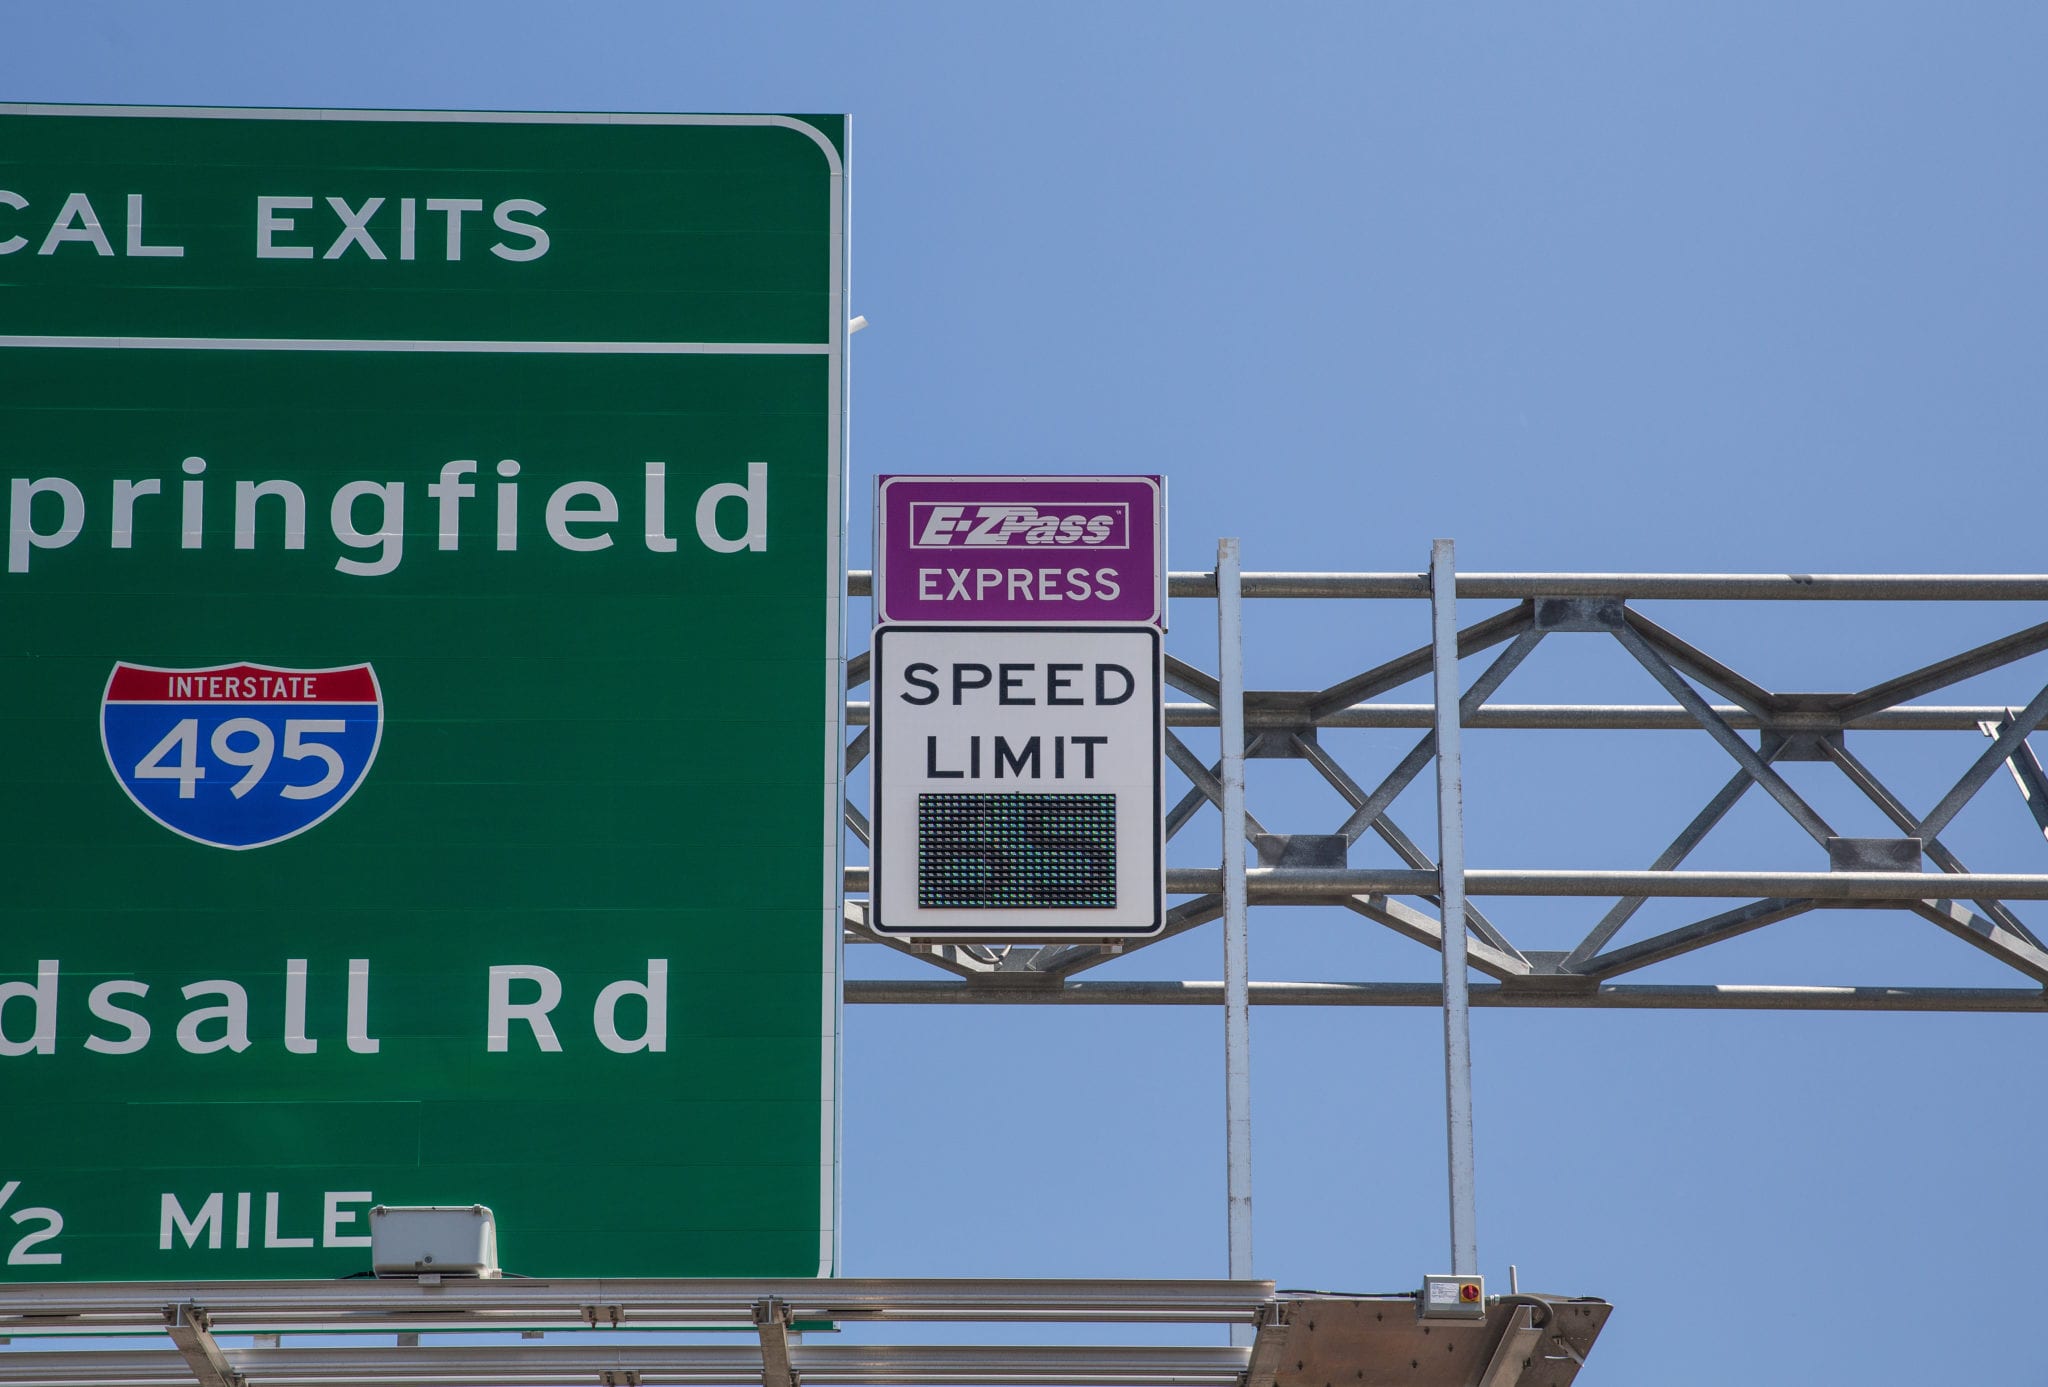 CAL EXITS
pringfield
INTERSTATE
495
dsall Rd
/2 MILE
E-ZPass
EXPRESS
SPEED
LIMIT